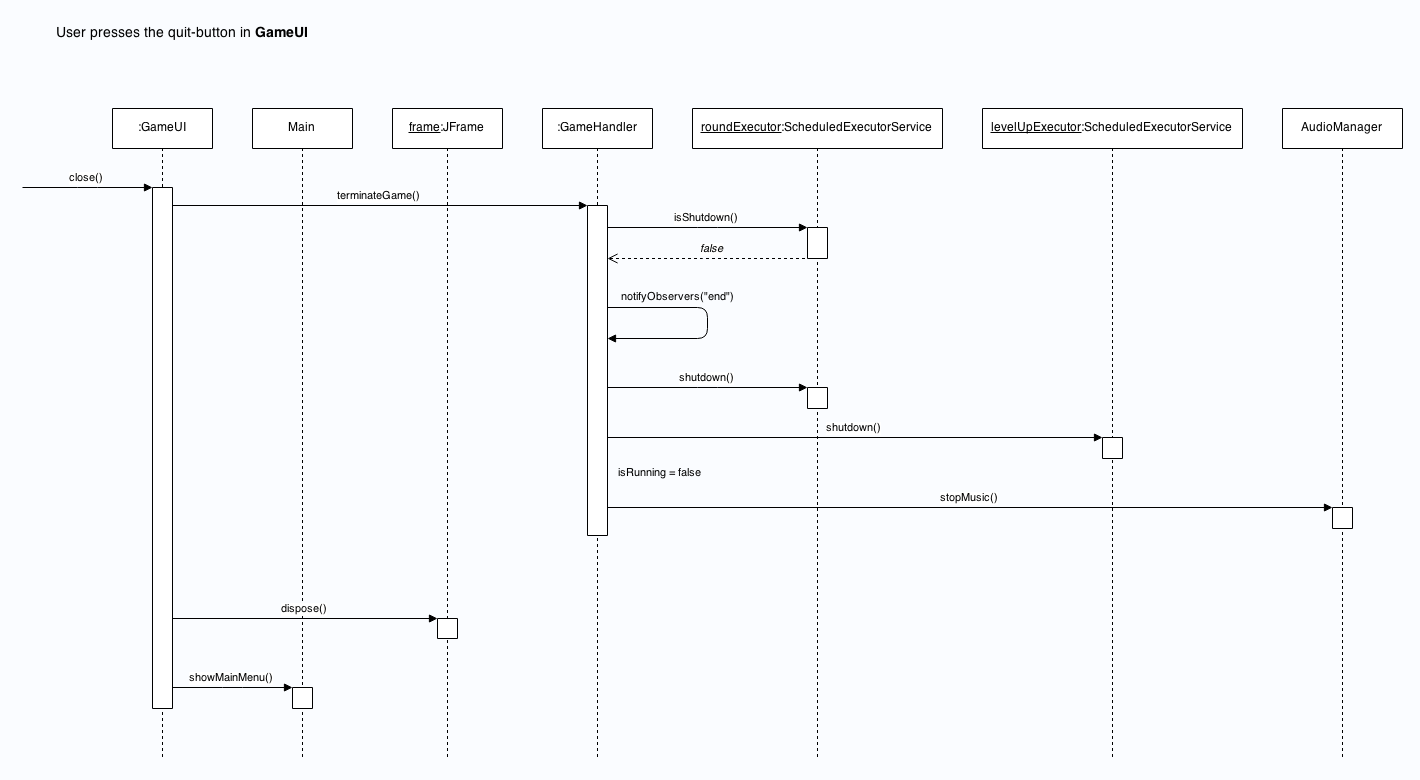 User presses the quit-button in GameUI
:GameUI
Main
frame:JFrame
:GameHandler
roundExecutor:ScheduledExecutorService
levelUpExecutor:ScheduledExecutorService
AudioManager
close()
terminateGame()
isShutdown()
false
notifyObservers("end")
shutdown()
shutdown()
isRunning = false
stopMusic()
dispose()
showMainMenu()